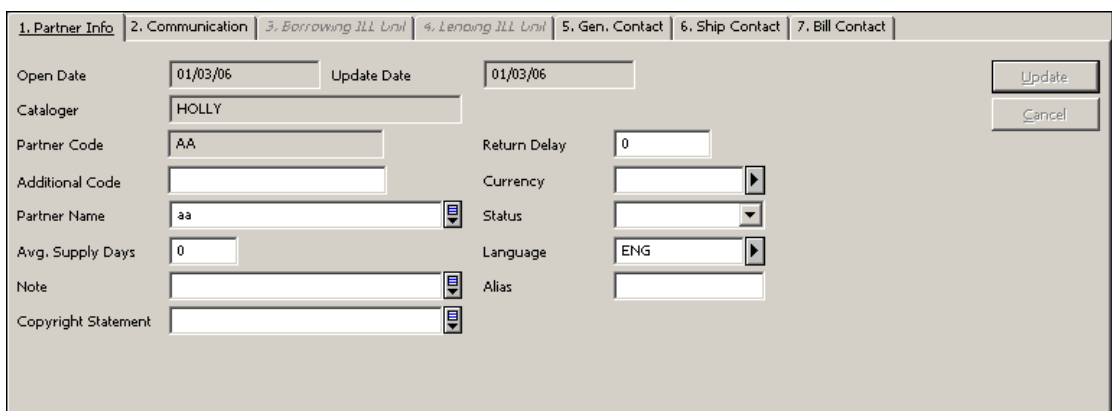 1. Partner Info 2. Communication 3. Borrowing ILL Unit 4. Lending ILL Unit 5. Gen. Contact 6. Ship Contact 7. Bill Contact
Open Date 01/03/06 Update Date 01/03/06 Update
Cataloger HOLLY Cancel
Partner Code AA Return Delay 0
Additional Code Currency
Partner Name aa Status
Avg. Supply Days 0 Language ENG
Note Alias
Copyright Statement